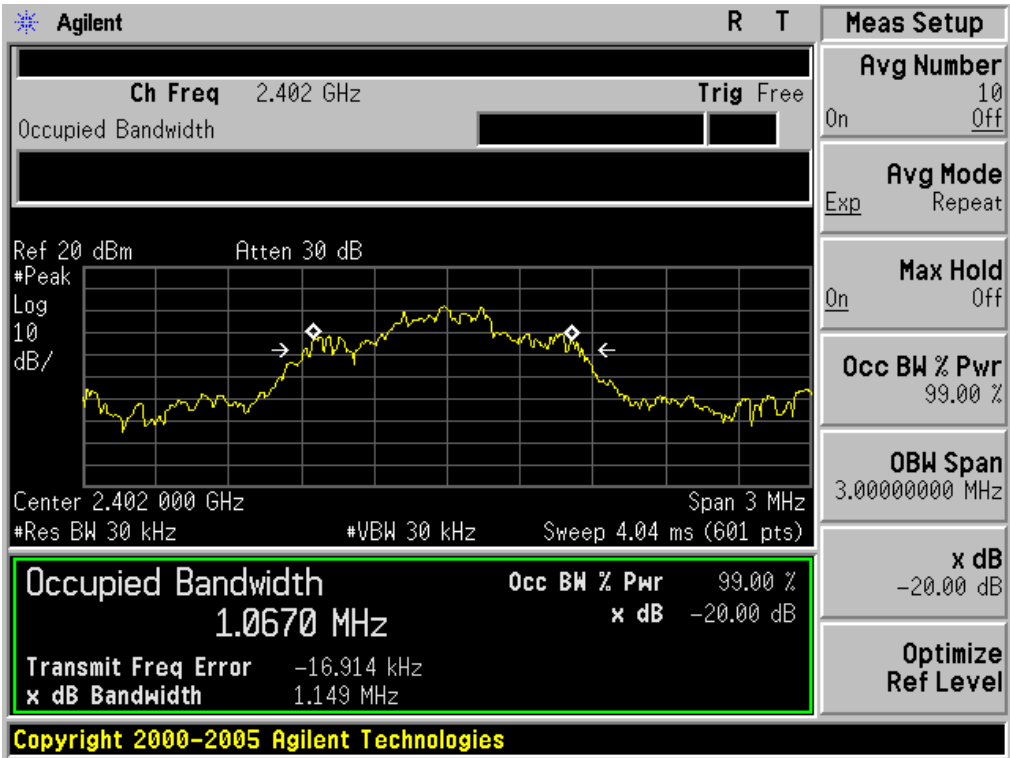 Agilent R T
Meas Setup
Ch Freq 2.402 GHz Trig Free
Occupied Bandwidth
Ref 20 dBm Atten 30 dB
#Peak
Log
10
dB/
Center 2.402 000 GHz Span 3 MHz
#Res BW 30 kHz #VBW 30 kHz Sweep 4.04 ms (601 pts)
Occupied Bandwidth Occ BW % Pwr 99.00 %
1.0670 MHz x dB -20.00 dB
Transmit Freq Error -16.914 kHz
x dB Bandwidth 1.149 MHz
Avg Number
10
On Off
Avg Mode
Exp Repeat
Max Hold
On Off
Occ BW % Pwr
99.00 %
OBW Span
3.00000000 MHz
x dB
-20.00 dB
Optimize
Ref Level
Copyright 2000-2005 Agilent Technologies